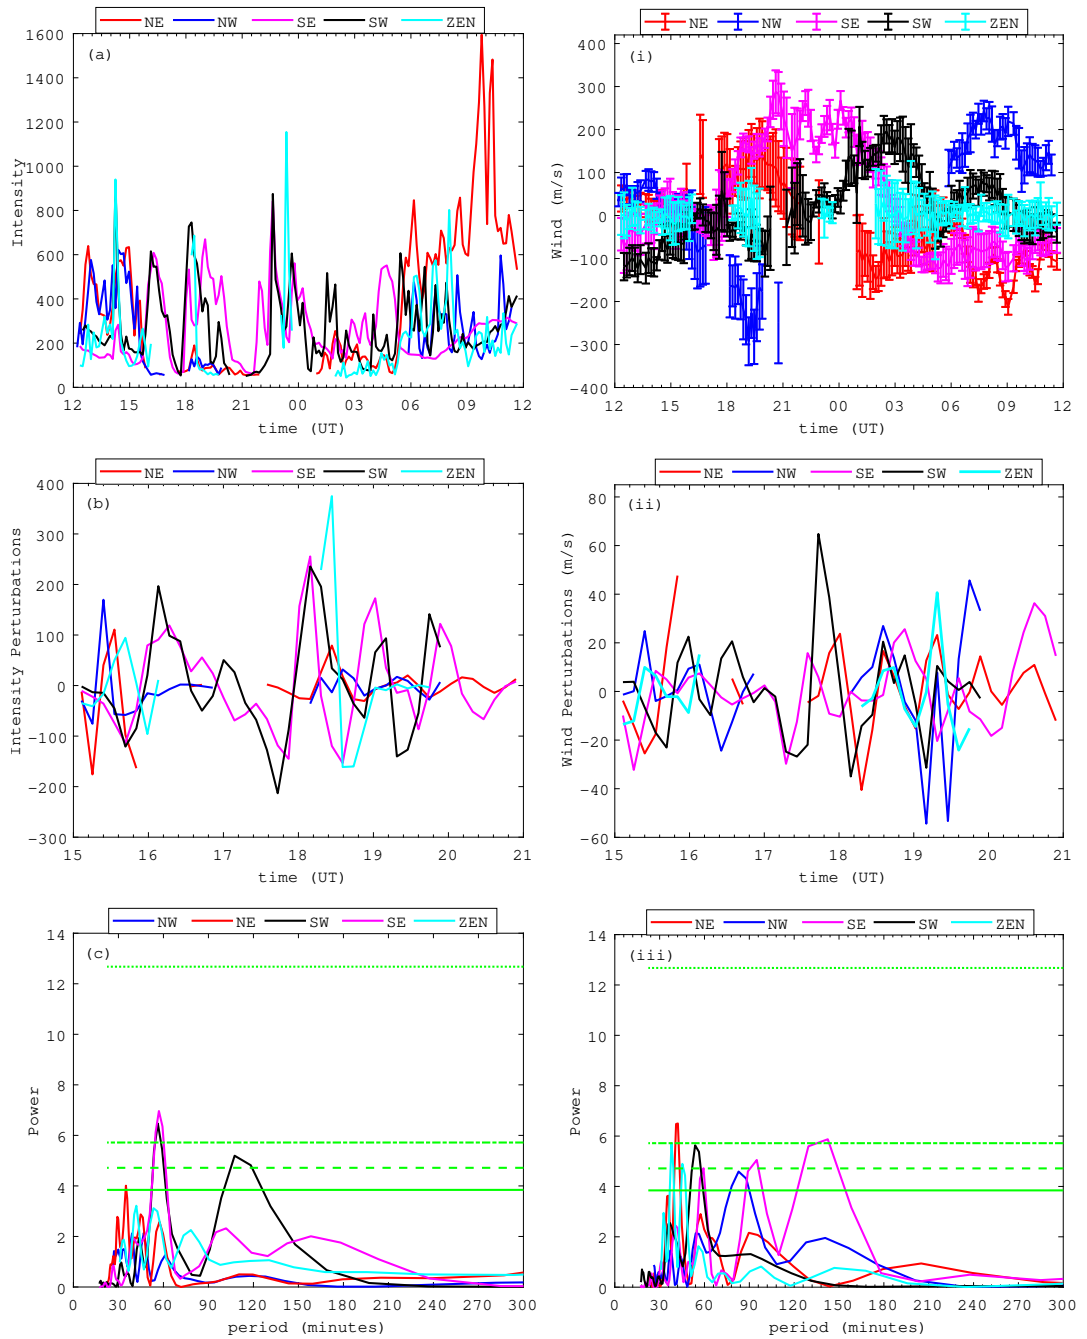 NE NW SE SW ZEN
(a)
Intensity
1600
1400
1200
1000
800
600
400
200
0
12 15 18 21 00 03 06 09 12
time (UT)
NE NW SE SW ZEN
(i)
Wind (m/s)
400
300
200
100
0
−100
−200
−300
−400
12 15 18 21 00 03 06 09 12
time (UT)
NE NW SE SW ZEN
(b)
Intensity Perturbations
400
300
200
100
0
−100
−200
−300
15 16 17 18 19 20 21
time (UT)
NE NW SE SW ZEN
(ii)
Wind Perturbations (m/s)
80
60
40
20
0
−20
−40
−60
15 16 17 18 19 20 21
time (UT)
NW NE SW SE ZEN
(c)
Power
14
12
10
8
6
4
2
0
0 30 60 90 120 150 180 210 240 270 300
period (minutes)
NE NW SE SW ZEN
(iii)
Power
14
12
10
8
6
4
2
0
0 30 60 90 120 150 180 210 240 270 300
period (minutes)